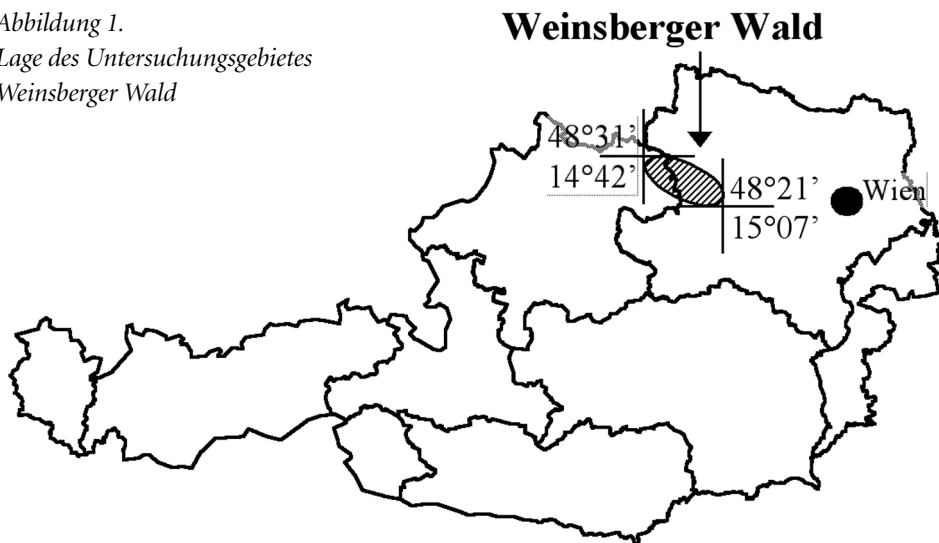 Abbildung 1.
Lage des Untersuchungsgebietes
Weinsberger Wald
Weinsberger Wald
48°31’
14°42’
48°21’
15°07’
Wien